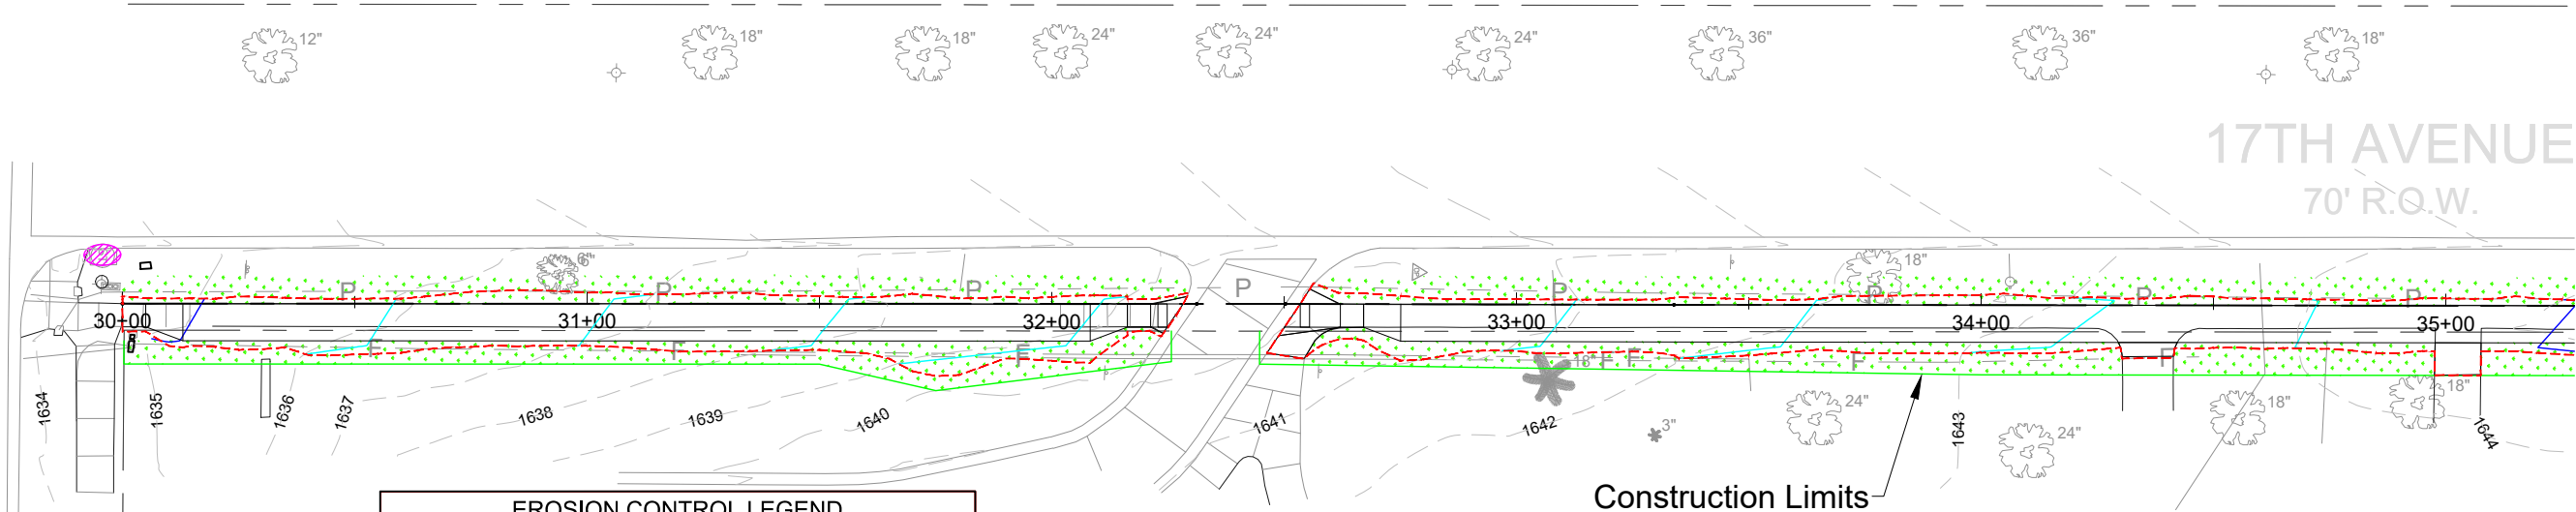 12" 18" 18" 24" 24" 24" 36" 36" 18"
17TH AVENUE
70' R.O.W.
6" 18"
P P P P P P P P
30+00 31+00 32+00 33+00 34+00 35+00
F F F 18" F F F F
18"
24" 18"
1634 1635 1636 1637 1638 1639 1640 1641 1642 3" 1643 24" 1644
Construction Limits
EROSION CONTROL LEGEND